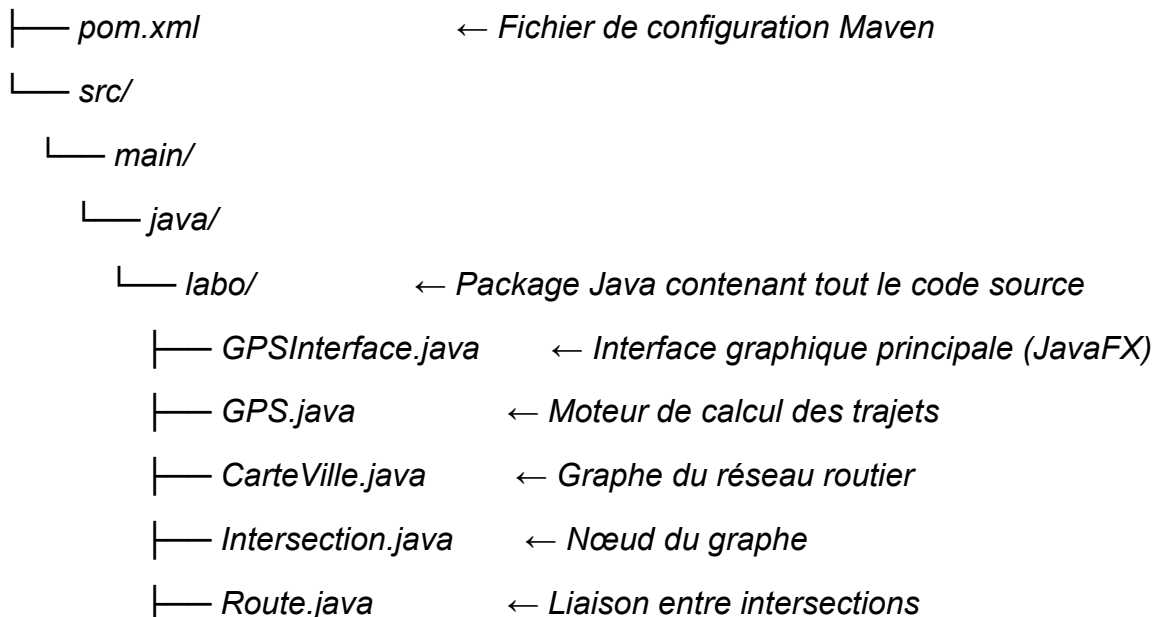 ├── pom.xml ← Fichier de configuration Maven
└── src/
└── main/
└── java/
└── labo/ ← Package Java contenant tout le code source
├── GPSInterface.java ← Interface graphique principale (JavaFX)
├── GPS.java ← Moteur de calcul des trajets
├── CarteVille.java ← Graphe du réseau routier
├── Intersection.java ← Nœud du graphe
├── Route.java ← Liaison entre intersections